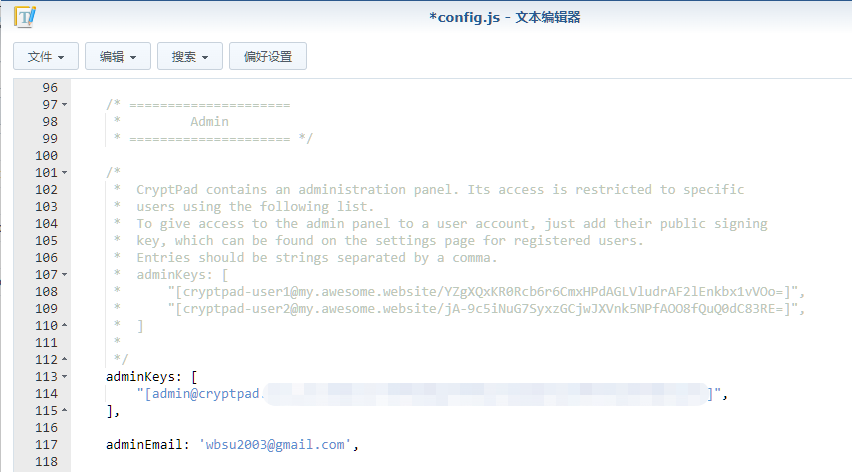 *config.js - 文本编辑器
文件 编辑 搜索 偏好设置
96
97 /* =====================
98 * Admin
99 * ===================== */
100
101 /*
102 * CryptPad contains an administration panel. Its access is restricted to specific
103 * users using the following list.
104 * To give access to the admin panel to a user account, just add their public signing
105 * key, which can be found on the settings page for registered users.
106 * Entries should be strings separated by a comma.
107 * adminKeys: [
108 * "[cryptpad-user1@my.awesome.website/YZgXQxKR0Rcb6r6CmxHPdAGLVludrAF2lEnkbx1vVOo=]",
109 * "[cryptpad-user2@my.awesome.website/jA-9c5iNuG7SyxzGCjwJXVnk5NPfAOO8fQuQ0dC83RE=]",
110 * ]
111 *
112 */
113 adminKeys: [
114 "[admin@cryptpad. ]",
115 ],
116
117 adminEmail: 'wbsu2003@gmail.com',
118